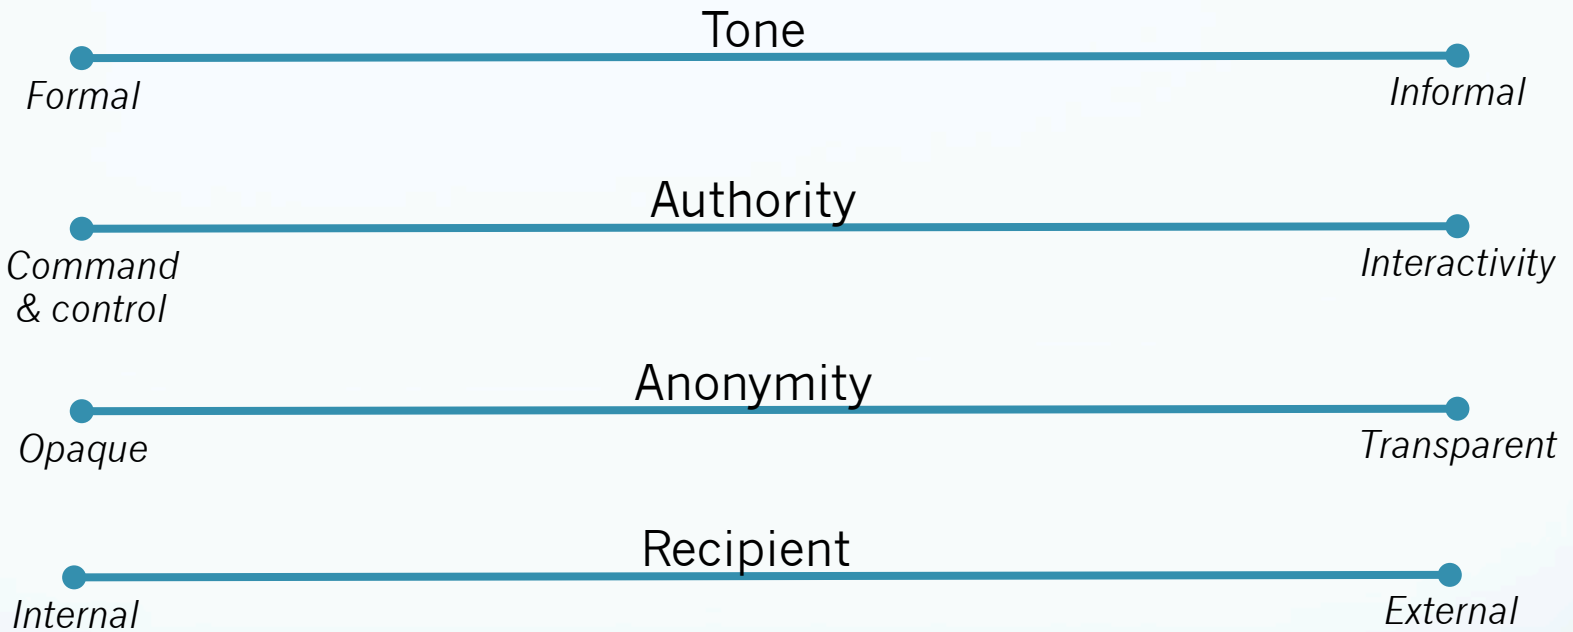 Tone
Formal
Informal
Authority
Command
& control
Interactivity
Anonymity
Opaque
Transparent
Recipient
Internal
External